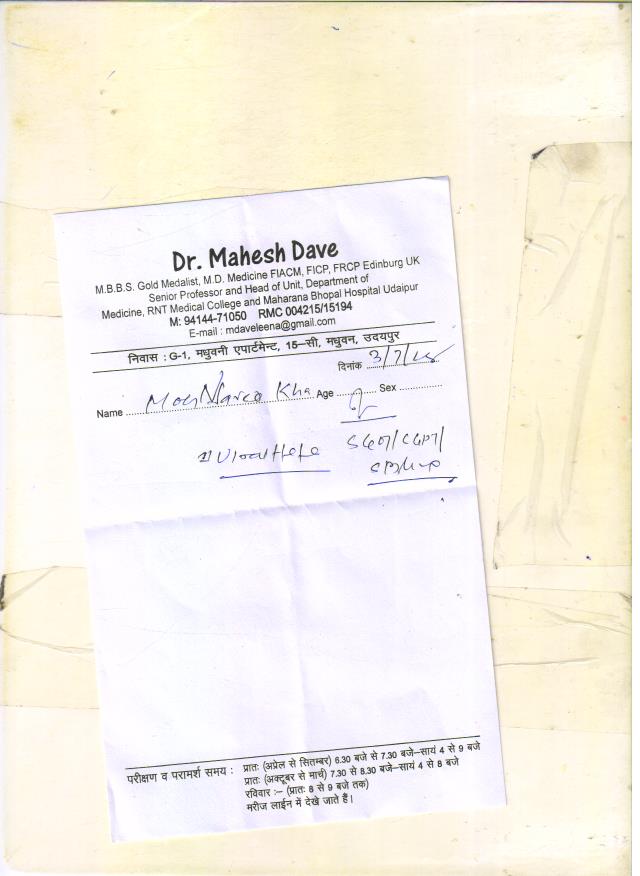 Dr. Mahesh Dave
M.B.B.S. Gold Medalist, M.D. Medicine FIACM, FICP, FRCP Edinburg UK
Senior Professor and Head of Unit, Department of
Medicine, RNT Medical College and Maharana Bhopal Hospital Udaipur
M: 94144-71050 RMC 004215/15194
E-mail : mdaveleena@gmail.com
निवास : G-1, मधुवनी एपार्टमेन्ट, 15–सी, मधुवन, उदयपुर
दिनांक 3/7/
Name Age Sex
SGOT/SGPT/
परीक्षण व परामर्श समय : प्रातः (अप्रेल से सितम्बर) 6.30 बजे से 7.30 बजे–सायं 4 से 9 बजे
प्रातः (अक्टूबर से मार्च) 7.30 से 8.30 बजे–सायं 4 से 8 बजे
रविवार :– (प्रातः 8 से 9 बजे तक)
मरीज लाईन में देखे जाते हैं।